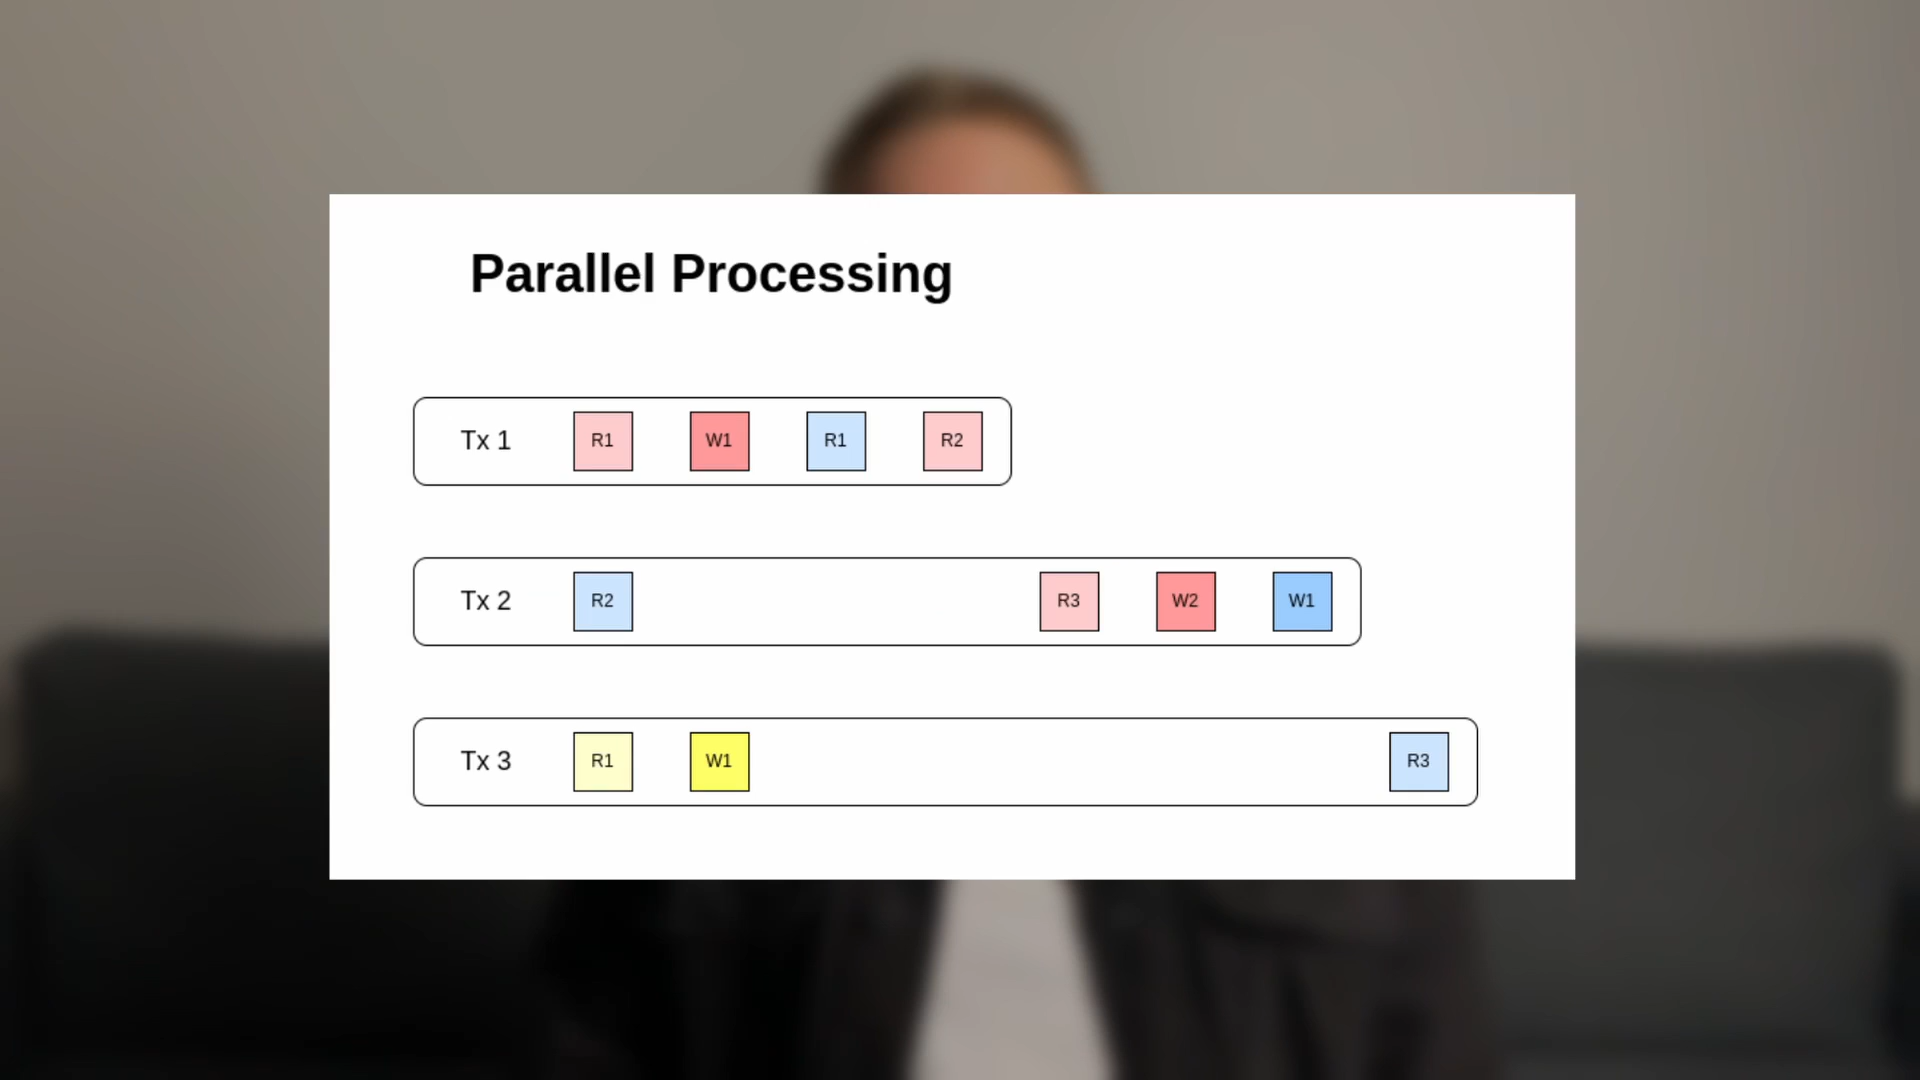 Parallel Processing
Tx 1 R1 W1 R1 R2
Tx 2 R2 R3 W2 W1
Tx 3 R1 W1 R3